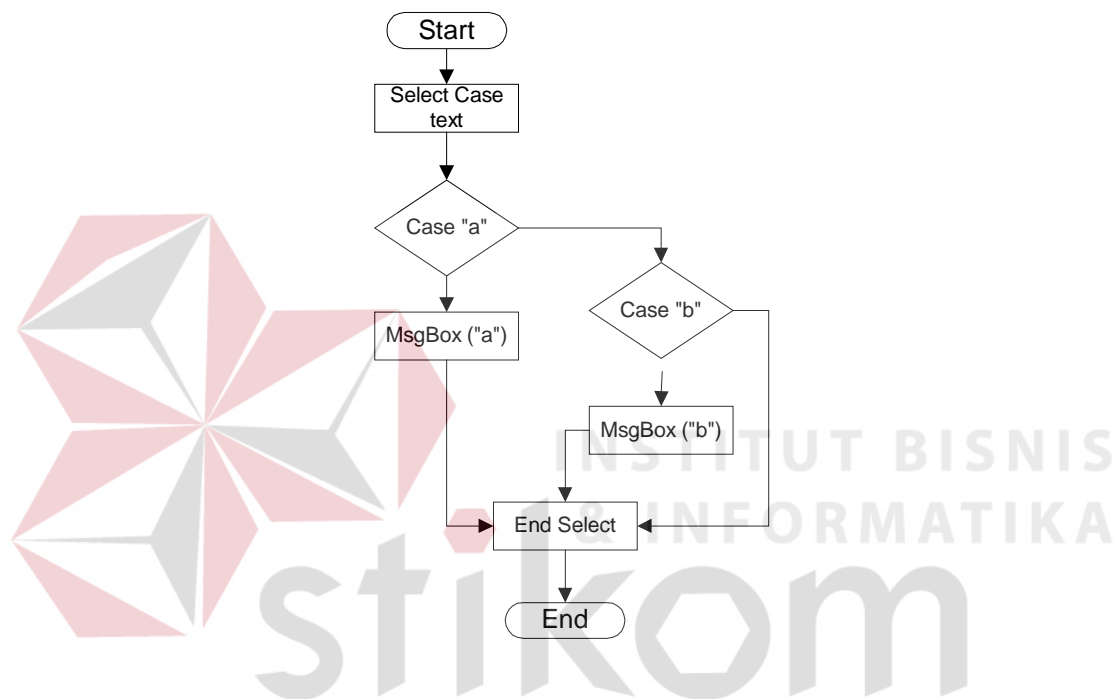 Start
Select Case
text
Case "a"
Case "b"
MsgBox ("a")
MsgBox ("b")
INSTITUT BISNIS
& INFORMATIKA
End Select
stikom
End